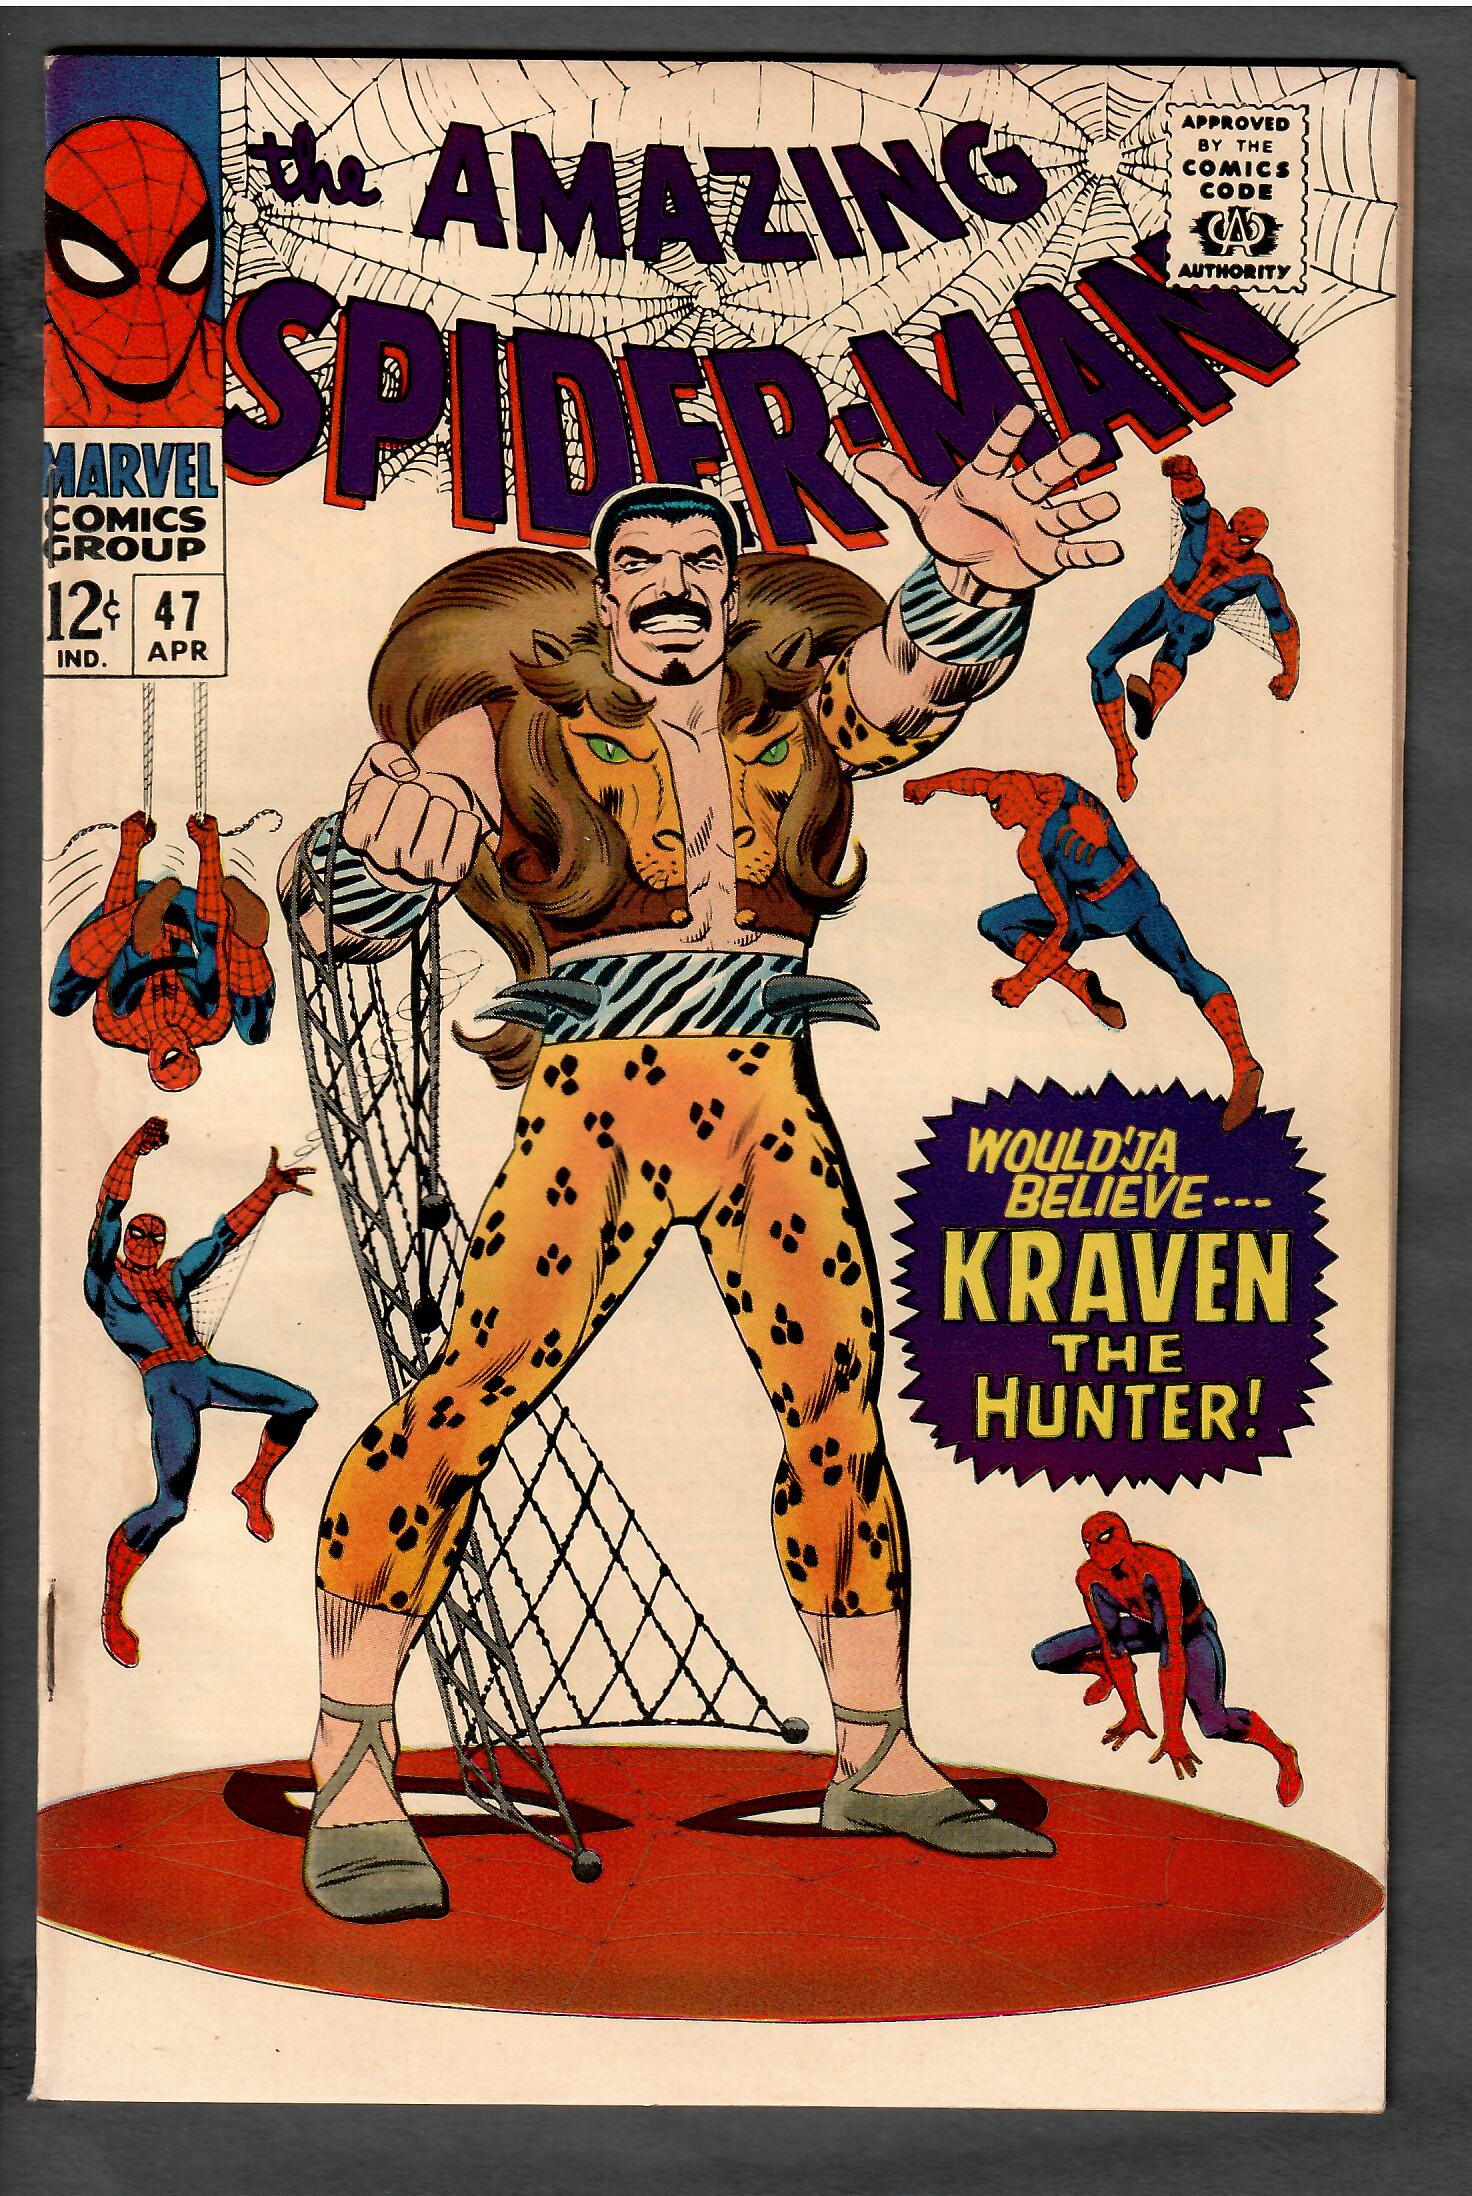 the AMAZING
SPIDER-MAN
APPROVED
BY THE
COMICS
CODE
CA
AUTHORITY
MARVEL
COMICS
GROUP
12¢
IND.
47
APR
WOULD'JA
BELIEVE---
KRAVEN
THE
HUNTER!